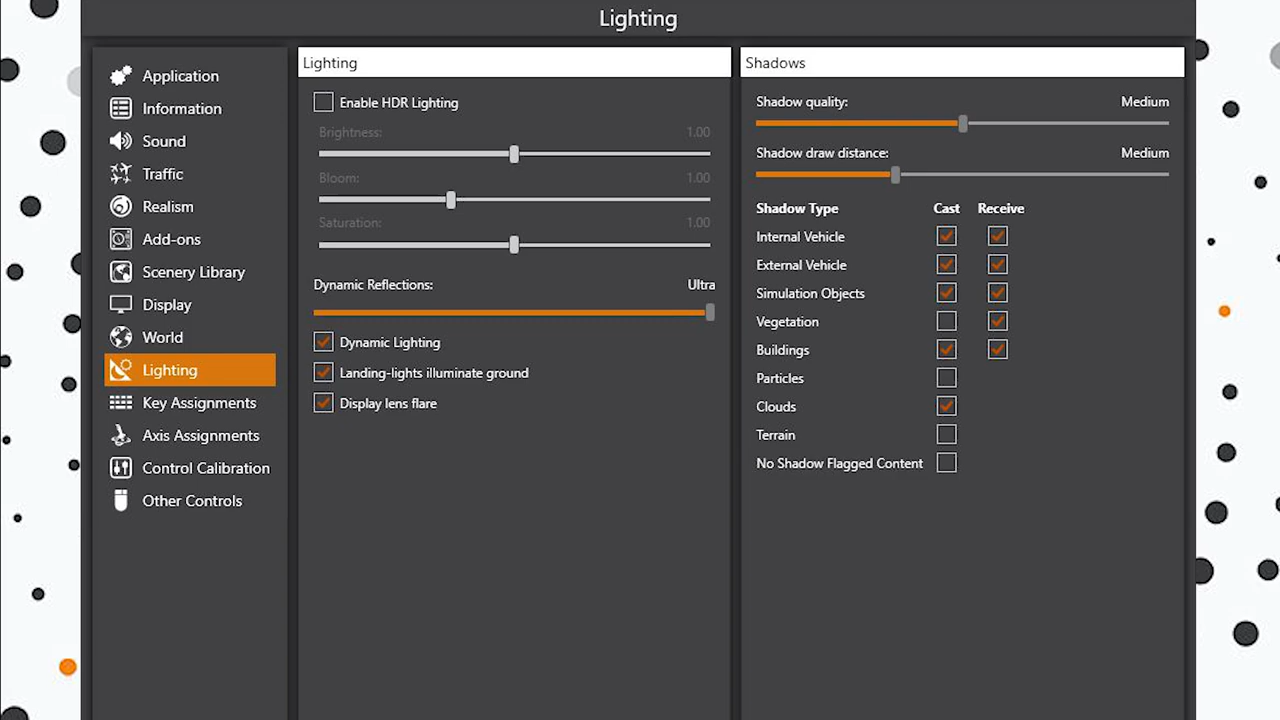 Lighting
Application
Information
Sound
Traffic
Realism
Add-ons
Scenery Library
Display
World
Lighting
Key Assignments
Axis Assignments
Control Calibration
Other Controls
Lighting
Enable HDR Lighting
Brightness: 1.00
Bloom: 1.00
Saturation: 1.00
Dynamic Reflections: Ultra
Dynamic Lighting
Landing-lights illuminate ground
Display lens flare
Shadows
Shadow quality: Medium
Shadow draw distance: Medium
Shadow Type Cast Receive
Internal Vehicle
External Vehicle
Simulation Objects
Vegetation
Buildings
Particles
Clouds
Terrain
No Shadow Flagged Content